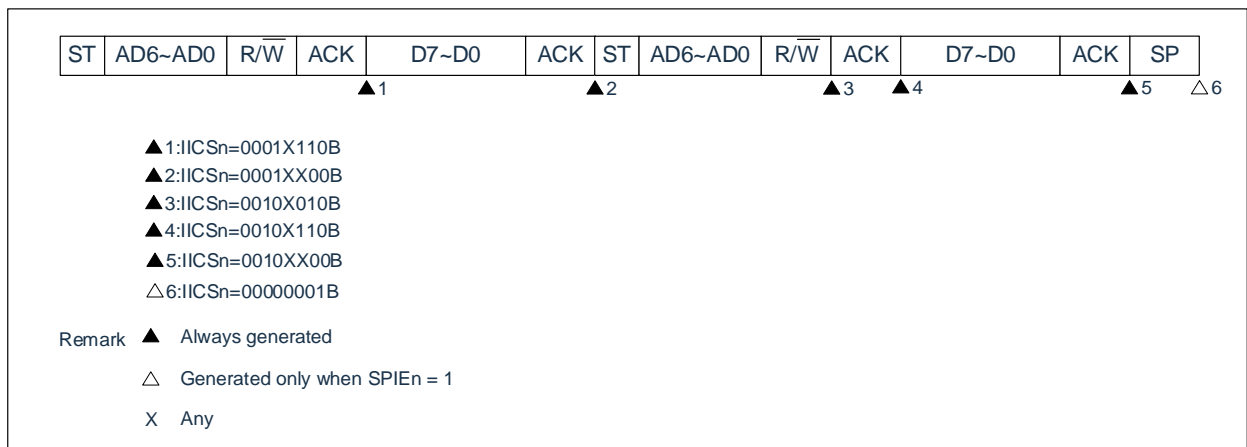 ST AD6~AD0 R/W̅ ACK D7~D0 ACK ST AD6~AD0 R/W̅ ACK D7~D0 ACK SP
▲1 ▲2 ▲3 ▲4 ▲5 △6
▲1:IICSn=0001X110B
▲2:IICSn=0001XX00B
▲3:IICSn=0010X010B
▲4:IICSn=0010X110B
▲5:IICSn=0010XX00B
△6:IICSn=00000001B
Remark ▲ Always generated
△ Generated only when SPIEn = 1
X Any